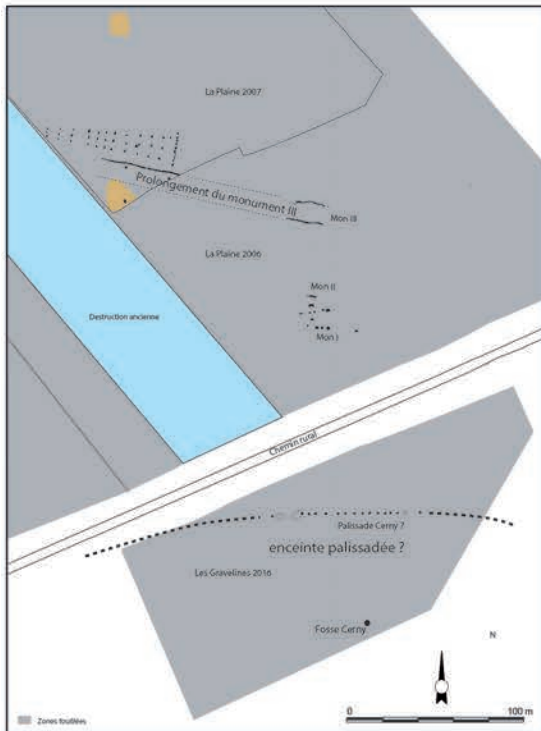 La Plaine 2007
Prolongement du monument III
Mon III
La Plaine 2006
Mon II
Destruction ancienne
Mon I
Chemin rural
Palissade Cerny ?
enceinte palissadée ?
Les Gravelines 2016
Fosse Cerny
N
0 100 m
Zones fouillées